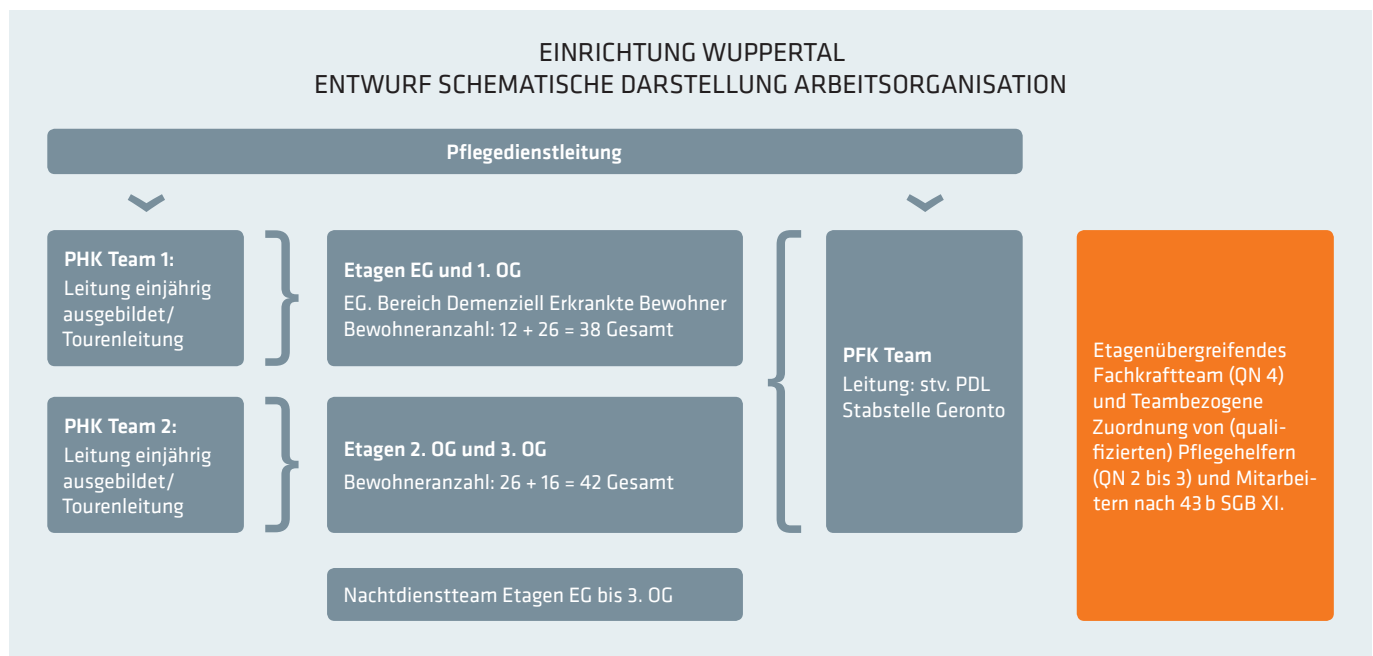 EINRICHTUNG WUPPERTAL
ENTWURF SCHEMATISCHE DARSTELLUNG ARBEITSORGANISATION
Pflegedienstleitung
PHK Team 1:
Leitung einjährig
ausgebildet/
Tourenleitung
Etagen EG und 1. OG
EG. Bereich Demenziell Erkrankte Bewohner
Bewohneranzahl: 12 + 26 = 38 Gesamt
PHK Team 2:
Leitung einjährig
ausgebildet/
Tourenleitung
Etagen 2. OG und 3. OG
Bewohneranzahl: 26 + 16 = 42 Gesamt
Nachtdienstteam Etagen EG bis 3. OG
PFK Team
Leitung: stv. PDL
Stabstelle Geronto
Etagenübergreifendes
Fachkraftteam (QN 4)
und Teambezogene
Zuordnung von (quali-
fizierten) Pflegehelfern
(QN 2 bis 3) und Mitarbei-
tern nach 43 b SGB XI.